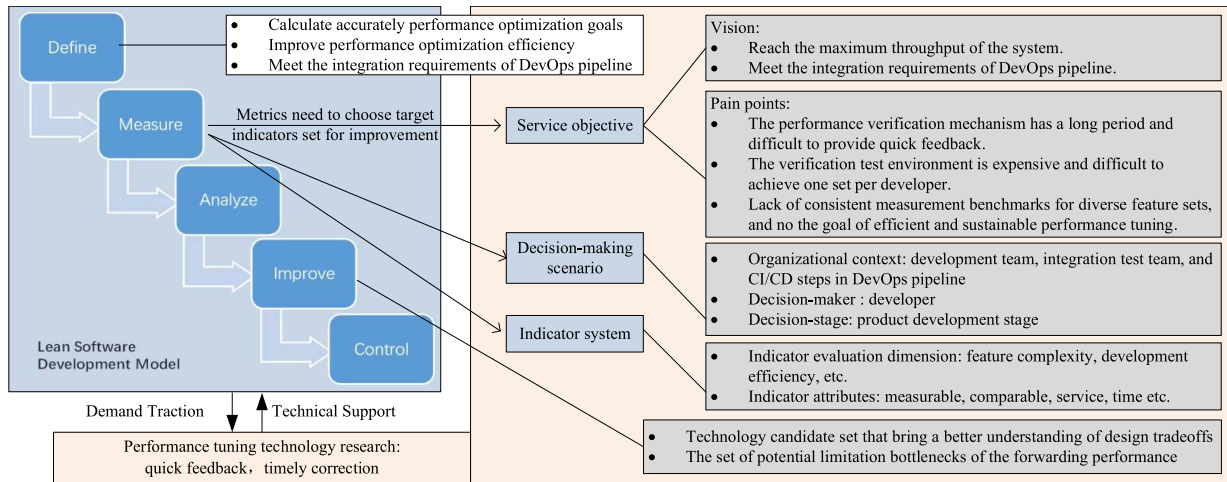 Define
Measure
Analyze
Improve
Control
Lean Software
Development Model
• Calculate accurately performance optimization goals
• Improve performance optimization efficiency
• Meet the integration requirements of DevOps pipeline
Metrics need to choose target
indicators set for improvement
Demand Traction
Technical Support
Performance tuning technology research:
quick feedback，timely correction
Service objective
Decision-making
scenario
Indicator system
Vision:
• Reach the maximum throughput of the system.
• Meet the integration requirements of DevOps pipeline.
Pain points:
• The performance verification mechanism has a long period and
difficult to provide quick feedback.
• The verification test environment is expensive and difficult to
achieve one set per developer.
• Lack of consistent measurement benchmarks for diverse feature sets,
and no the goal of efficient and sustainable performance tuning.
• Organizational context: development team, integration test team, and
CI/CD steps in DevOps pipeline
• Decision-maker : developer
• Decision-stage: product development stage
• Indicator evaluation dimension: feature complexity, development
efficiency, etc.
• Indicator attributes: measurable, comparable, service, time etc.
• Technology candidate set that bring a better understanding of design tradeoffs
• The set of potential limitation bottlenecks of the forwarding performance